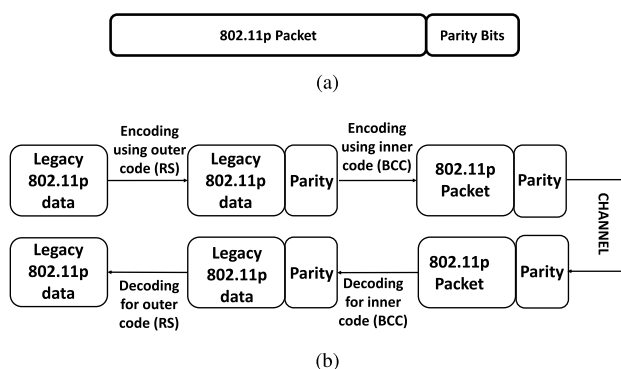 802.11p Packet
Parity Bits
(a)
Encoding
using outer
code (RS)
Encoding
using inner
code (BCC)
Legacy
802.11p
data
Legacy
802.11p
data
Parity
802.11p
Packet
Parity
CHANNEL
Legacy
802.11p
data
Decoding
for outer
code (RS)
Legacy
802.11p
data
Parity
Decoding
for inner
code (BCC)
802.11p
Packet
Parity
(b)